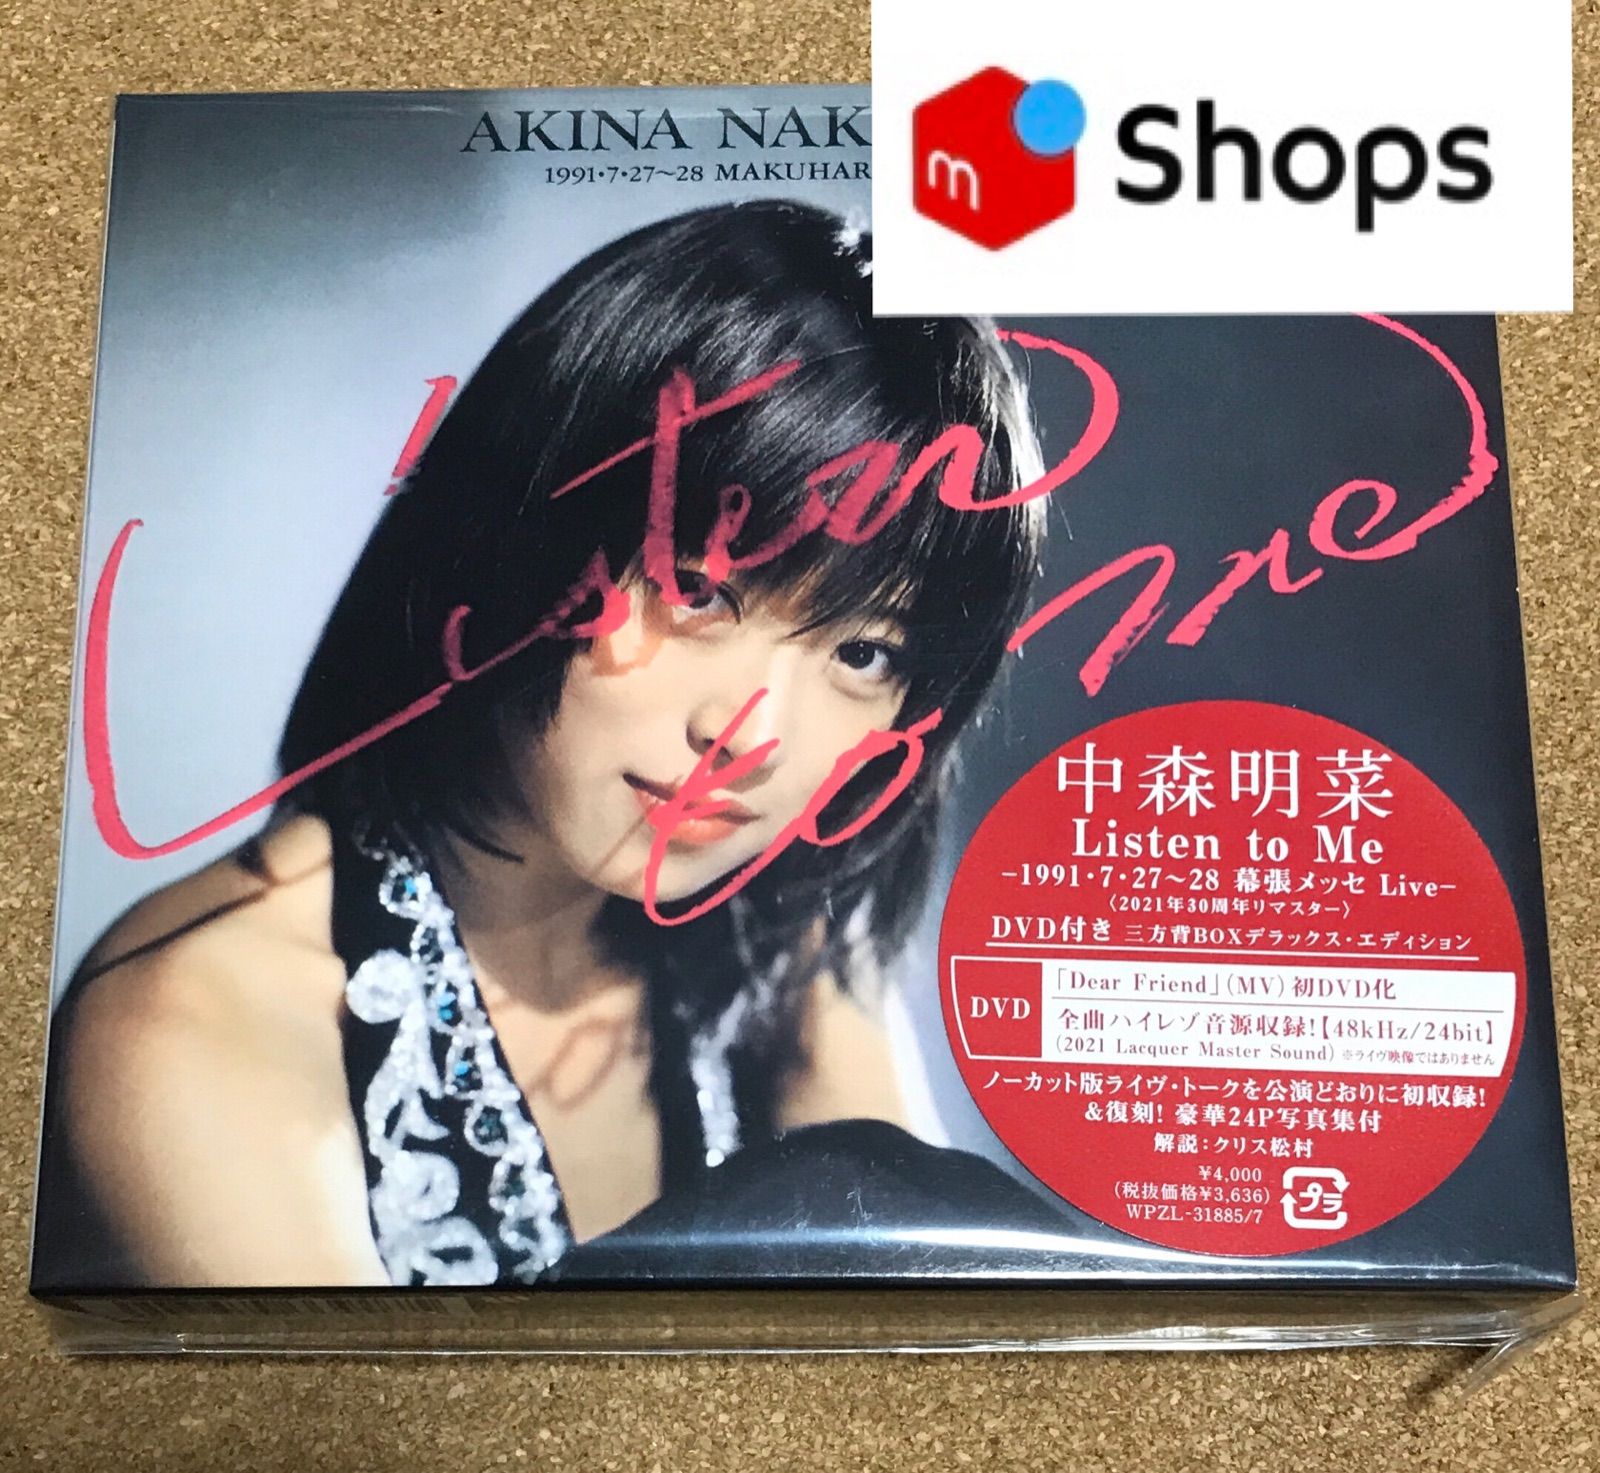 AKINA NAK
1991・7・27～28 MAKUHAR
m Shops
Listen to me
中森明菜
Listen to Me
−1991・7・27～28 幕張メッセ Live−
〈2021年30周年リマスター〉
DVD付き 三方背BOXデラックス・エディション
DVD
「Dear Friend」(MV)初DVD化
全曲ハイレゾ音源収録!【48kHz/24bit】
(2021 Lacquer Master Sound) ※ライヴ映像ではありません
ノーカット版ライヴ・トークを公演どおりに初収録!
&復刻! 豪華24P写真集付
解説:クリス松村
¥4,000
(税抜価格¥3,636)
WPZL-31885/7
プラ